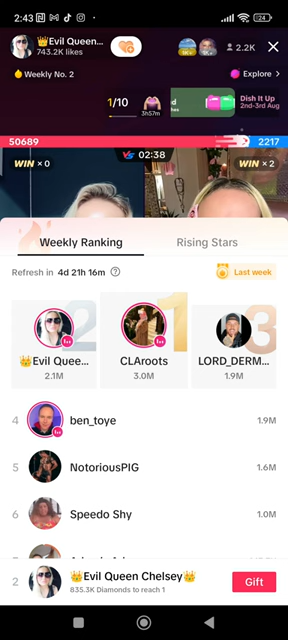 2:43
24
👑Evil Queen...
743.2K likes
2.2K
Weekly No. 2
Explore >
1/10
3h57m
Dish It Up
2nd-3rd Aug
50689
2217
WIN × 0
VS 02:38
WIN × 2
Weekly Ranking
Rising Stars
Refresh in 4d 21h 16m
Last week
2
1
3
👑Evil Quee...
CLAroots
LORD_DERM...
2.1M
3.0M
1.9M
4 ben_toye 1.9M
5 NotoriousPIG 1.6M
6 Speedo Shy 1.0M
2 👑Evil Queen Chelsey👑
835.3K Diamonds to reach 1
Gift